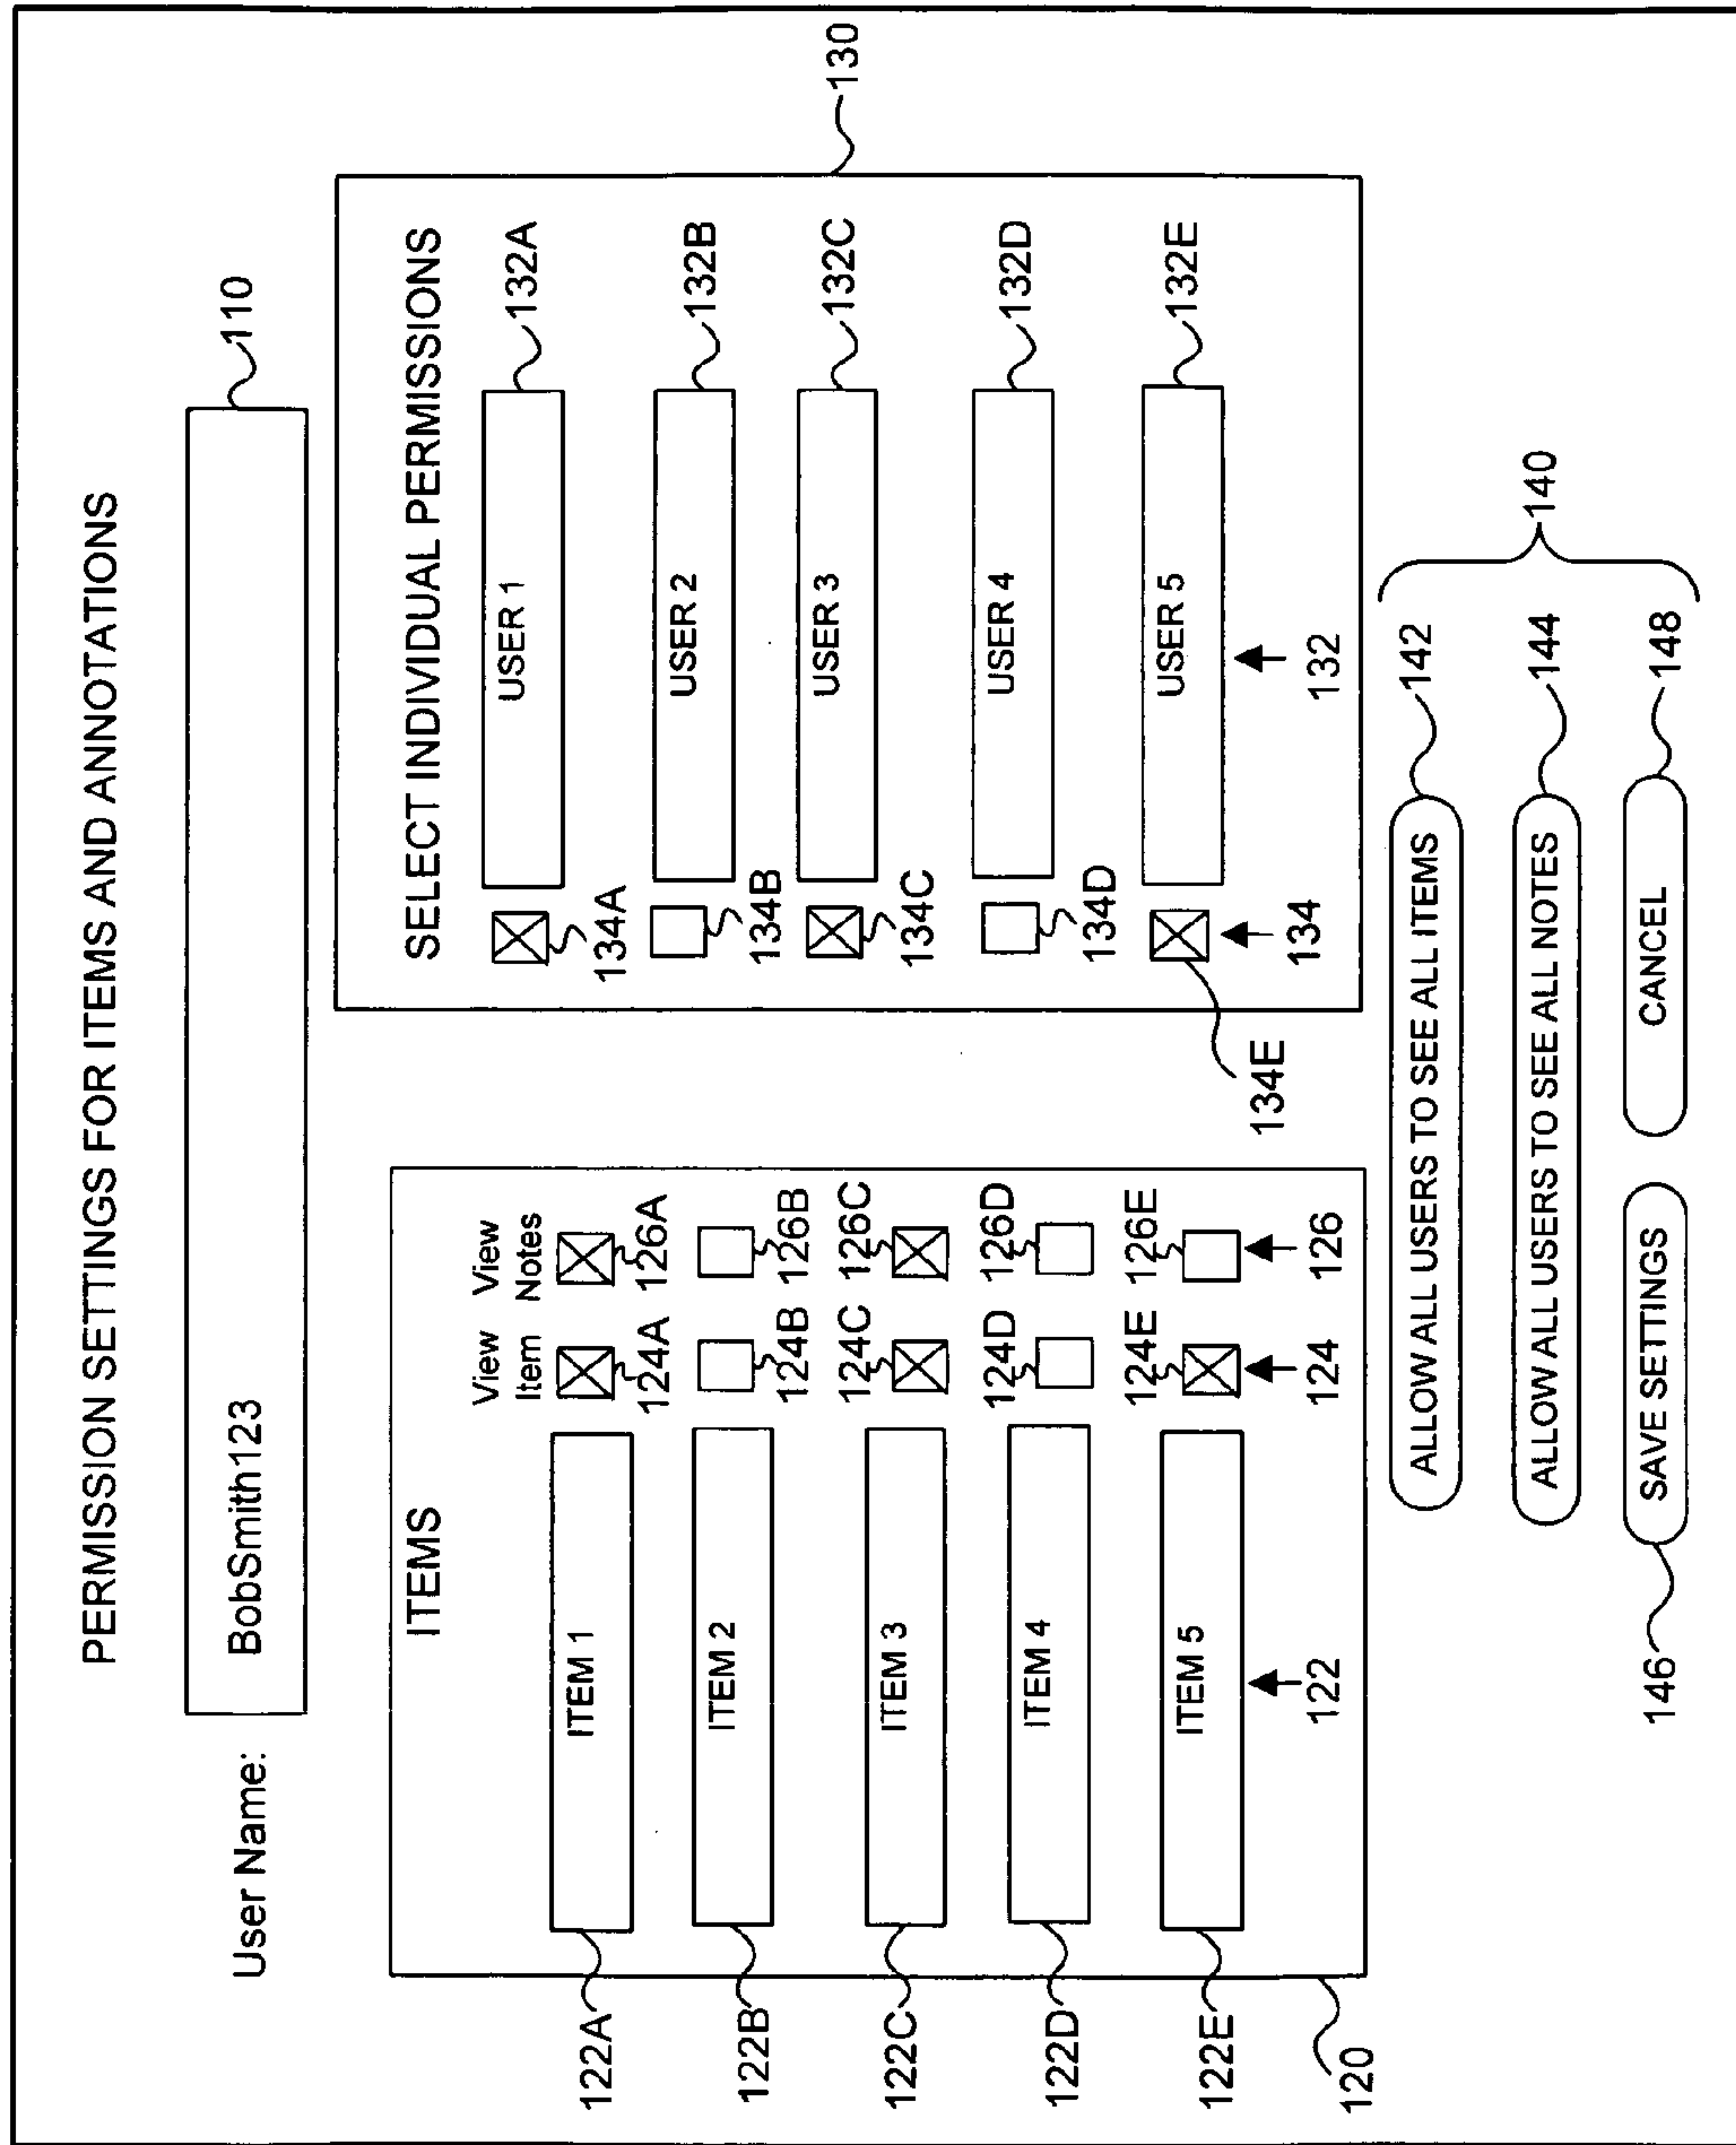 PERMISSION SETTINGS FOR ITEMS AND ANNOTATIONS
User Name:
BobSmith123
110
ITEMS
View Item
View Notes
122A
ITEM 1
124A
126A
122B
ITEM 2
124B
126B
122C
ITEM 3
124C
126C
122D
ITEM 4
124D
126D
122E
ITEM 5
124E
126E
122
124
126
120
SELECT INDIVIDUAL PERMISSIONS
130
134A
USER 1
132A
134B
USER 2
132B
134C
USER 3
132C
134D
USER 4
132D
134E
USER 5
132E
134
132
ALLOW ALL USERS TO SEE ALL ITEMS
142
ALLOW ALL USERS TO SEE ALL NOTES
144
140
146
SAVE SETTINGS
CANCEL
148